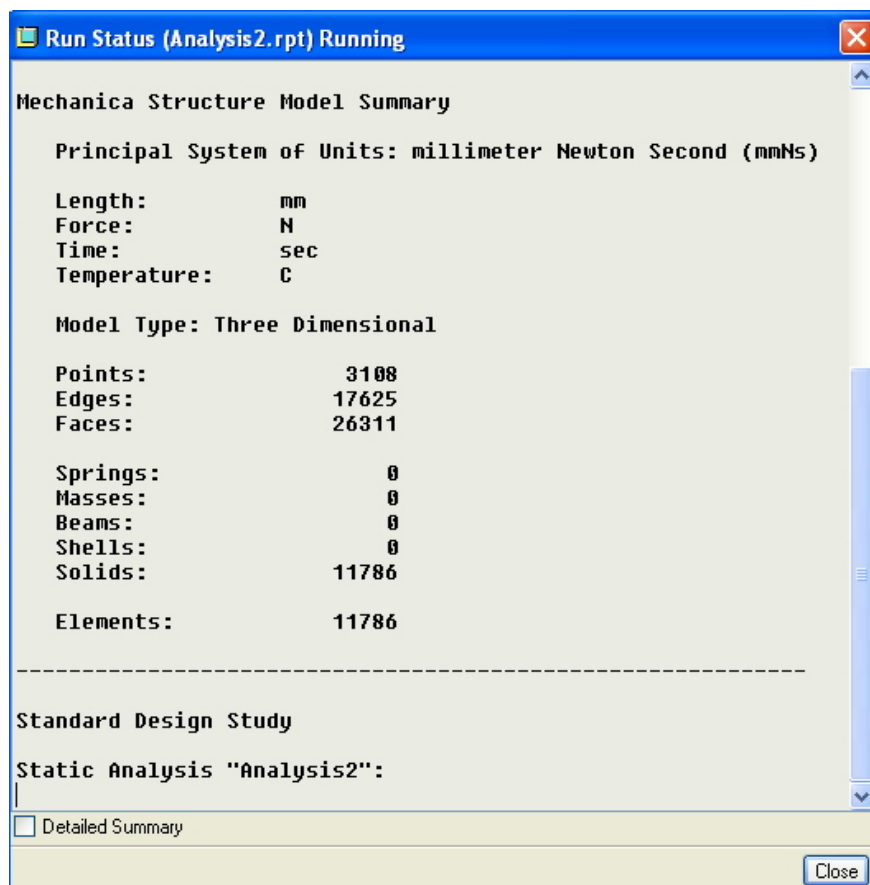 Run Status (Analysis2.rpt) Running
Mechanica Structure Model Summary
Principal System of Units: millimeter Newton Second (mmNs)
Length: mm
Force: N
Time: sec
Temperature: C
Model Type: Three Dimensional
Points: 3108
Edges: 17625
Faces: 26311
Springs: 0
Masses: 0
Beams: 0
Shells: 0
Solids: 11786
Elements: 11786
------------------------------------------------------------
Standard Design Study
Static Analysis "Analysis2":
Detailed Summary
Close